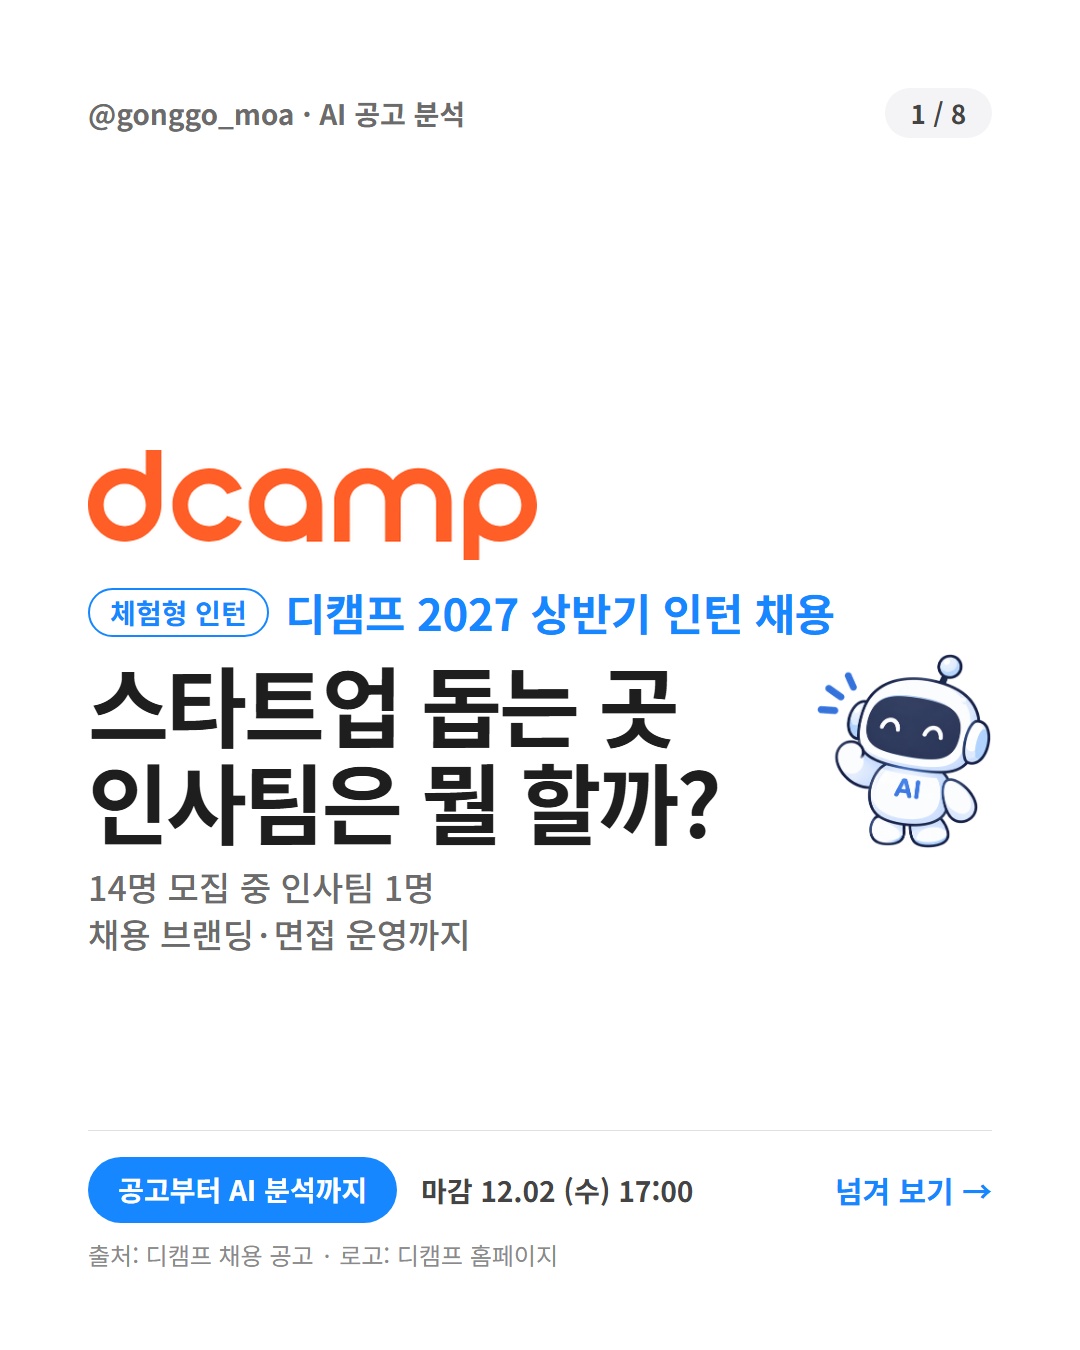 @gonggo_moa · AI 공고 분석
1 / 8
dcamp
체험형 인턴
디캠프 2027 상반기 인턴 채용
스타트업 돕는 곳
인사팀은 뭘 할까?
AI
14명 모집 중 인사팀 1명
채용 브랜딩·면접 운영까지
공고부터 AI 분석까지
마감 12.02 (수) 17:00
넘겨 보기 →
출처: 디캠프 채용 공고 · 로고: 디캠프 홈페이지